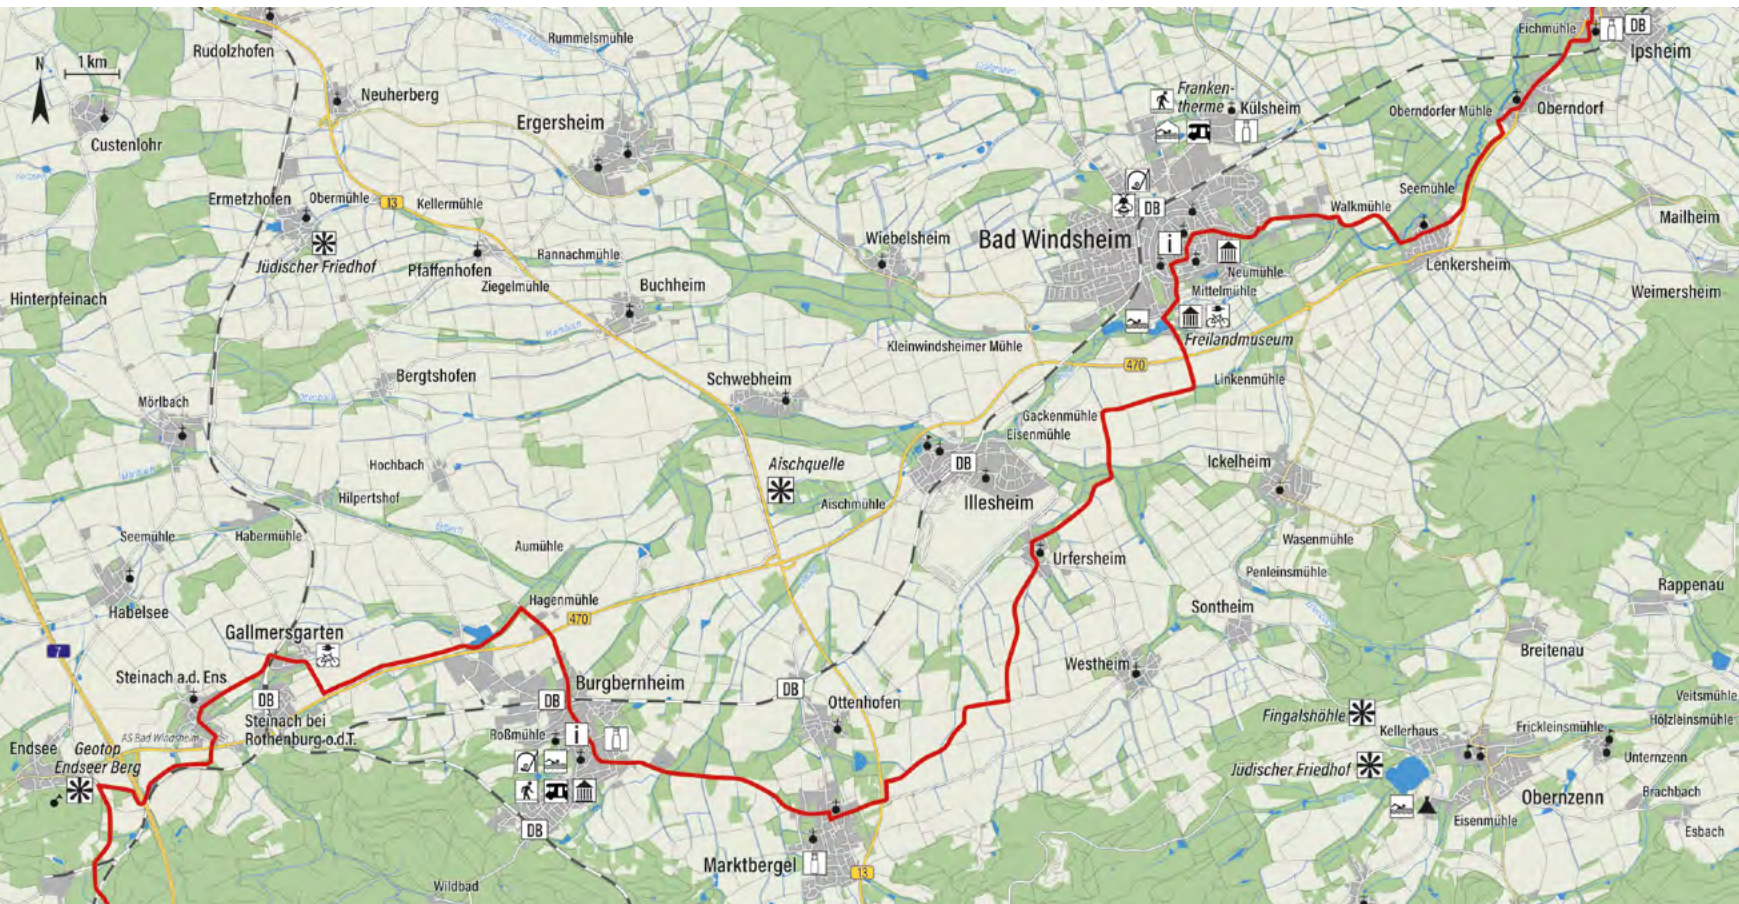 Eichmühle
DB
Ipsheim
Rudolzhofen
Rummelsmühle
N
1 km
Neuherberg
Custenlohr
Ergersheim
Franken-
therme
Külsheim
Oberndorfer Mühle
Oberndorf
Ermetzhofen
Obermühle
13
Kellermühle
Jüdischer Friedhof
Pfaffenhofen
Ziegelmühle
Rannachmühle
Wiebelsheim
Buchheim
Bad Windsheim
DB
i
Seemühle
Walkmühle
Mailheim
Lenkersheim
Weimersheim
Neumühle
Mittelmühle
Freilandmuseum
Hinterpfeinach
Kleinwindsheimer Mühle
470
Linkenmühle
Bergtshofen
Schwebheim
Mörlbach
Gackenmühle
Eisenmühle
Hochbach
Aischquelle
DB
Illesheim
Ickelheim
Hilpertshof
Aischmühle
Seemühle
Habermühle
Aumühle
Urfersheim
Wasenmühle
Penleinsmühle
Habelsee
Hagenmühle
470
Sontheim
Rappenau
7
Gallmersgarten
Steinach a.d. Ens
DB
Steinach bei
Rothenburg o.d.T.
AS Bad Windsheim
Westheim
Breitenau
Burgbernheim
DB
DB
Ottenhofen
Veitsmühle
Hölzleinsmühle
Fingalshöhle
Kellerhaus
Frickleinsmühle
Unternzenn
Roßmühle
i
Endsee
Geotop
Endseer Berg
Jüdischer Friedhof
Obernzenn
Brachbach
Eisenmühle
Esbach
DB
Marktbergel
13
Wildbad